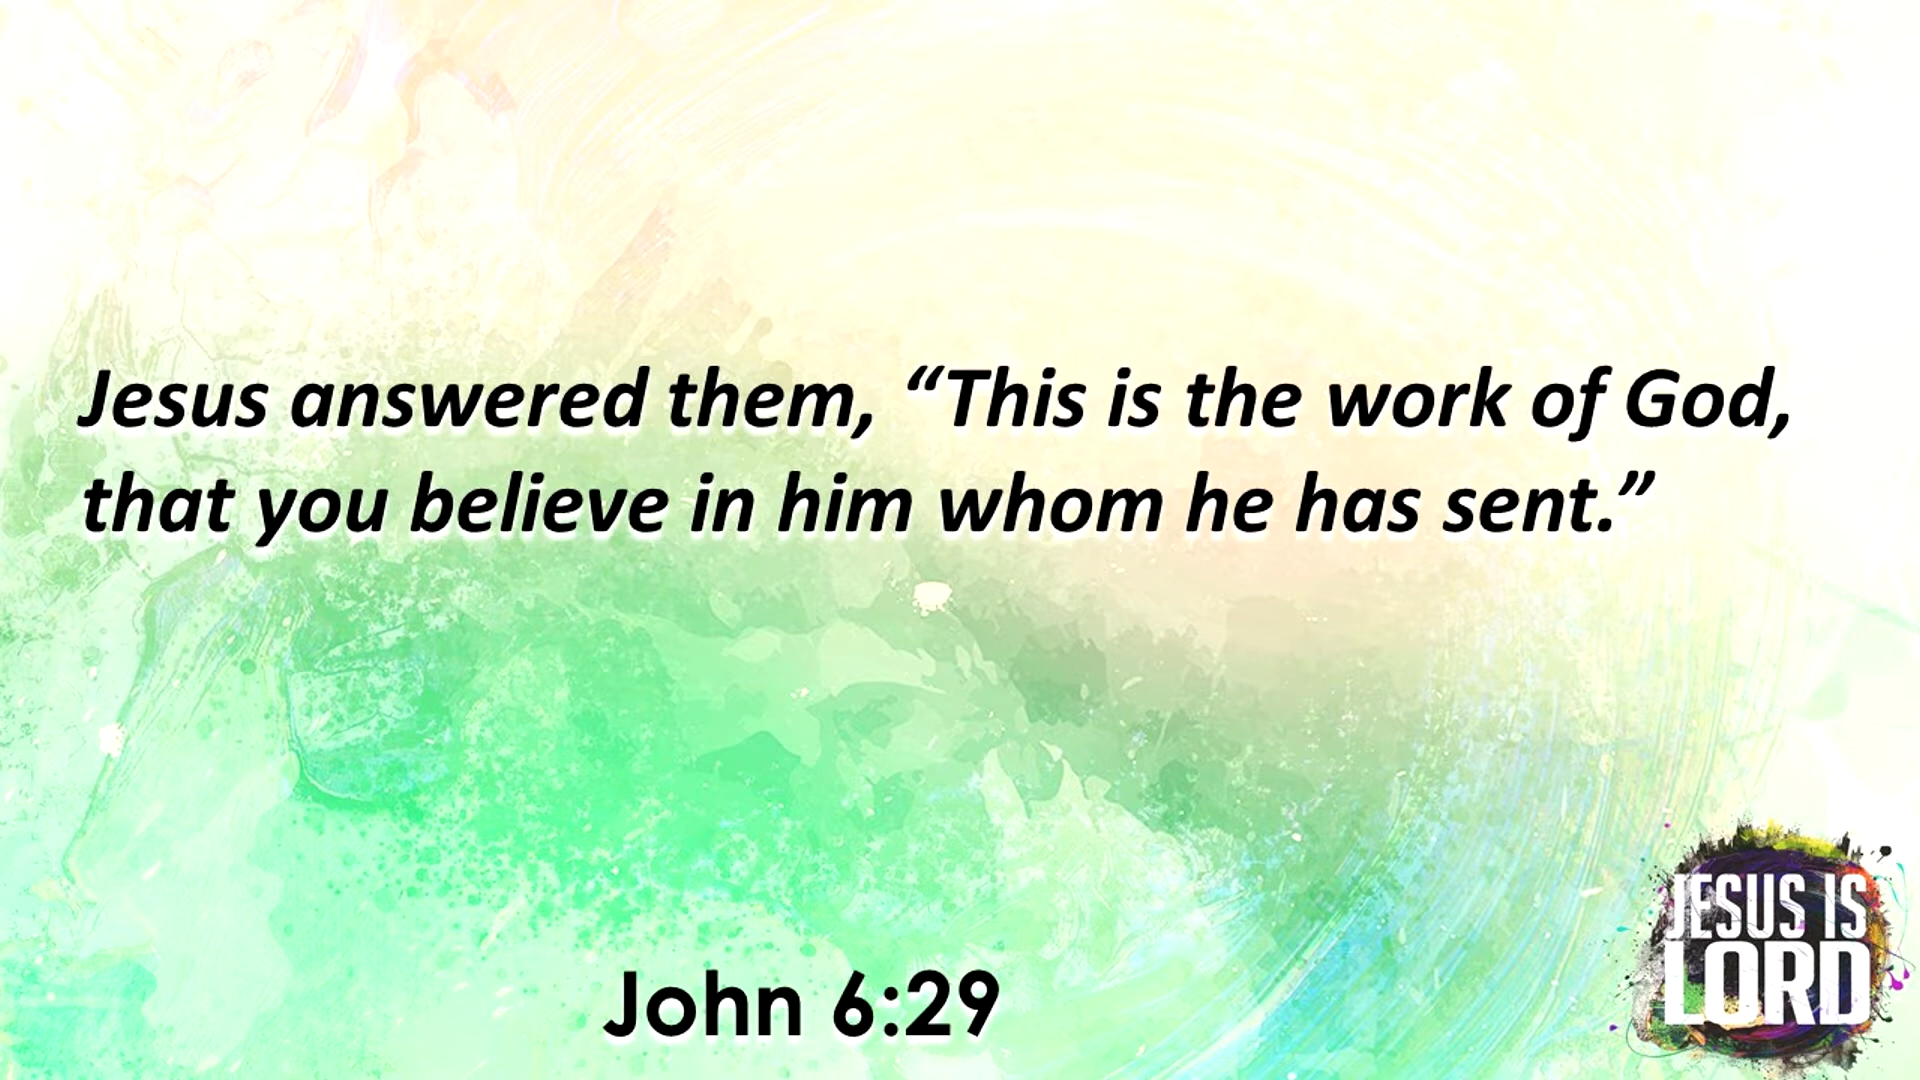 Jesus answered them, “This is the work of God,
that you believe in him whom he has sent.”
John 6:29
JESUS IS
LORD